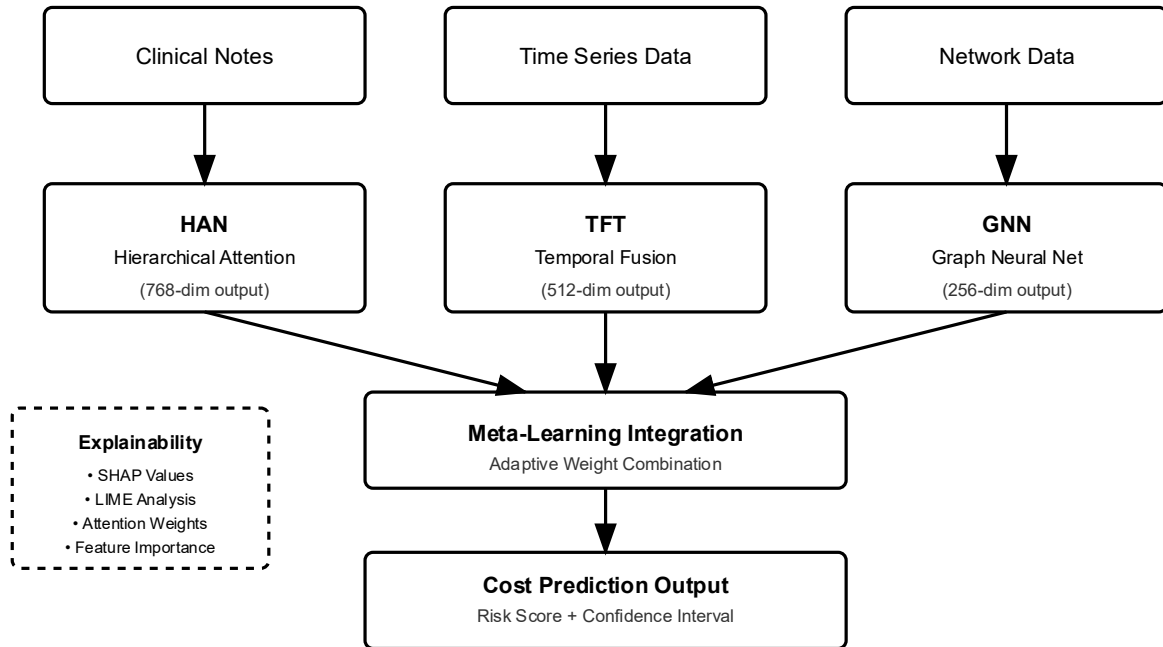 Clinical Notes
Time Series Data
Network Data
HAN
Hierarchical Attention
(768-dim output)
TFT
Temporal Fusion
(512-dim output)
GNN
Graph Neural Net
(256-dim output)
Explainability
• SHAP Values
• LIME Analysis
• Attention Weights
• Feature Importance
Meta-Learning Integration
Adaptive Weight Combination
Cost Prediction Output
Risk Score + Confidence Interval